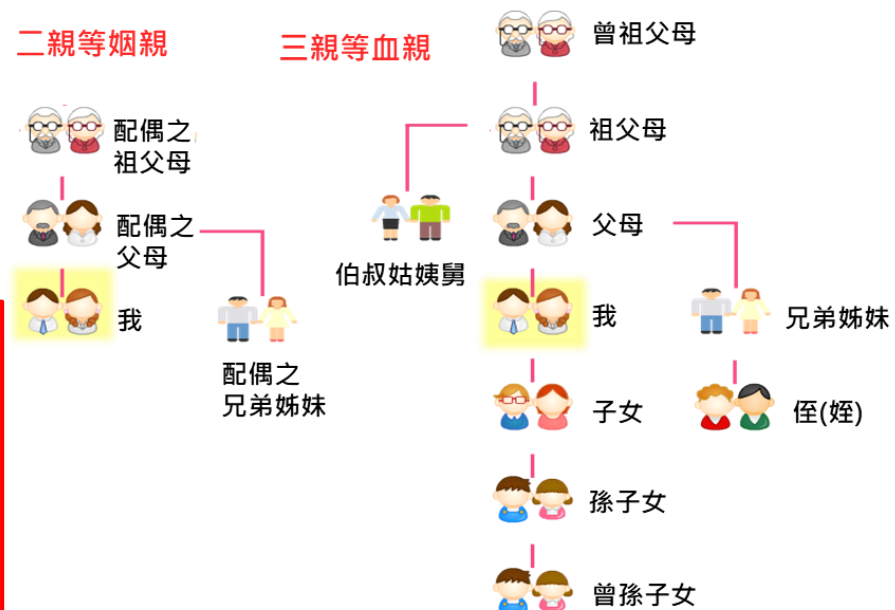 二親等姻親
配偶之
祖父母
配偶之
父母
我
配偶之
兄弟姊妹
三親等血親
曾祖父母
祖父母
伯叔姑姨舅
父母
我
兄弟姊妹
子女
侄(姪)
孫子女
曾孫子女